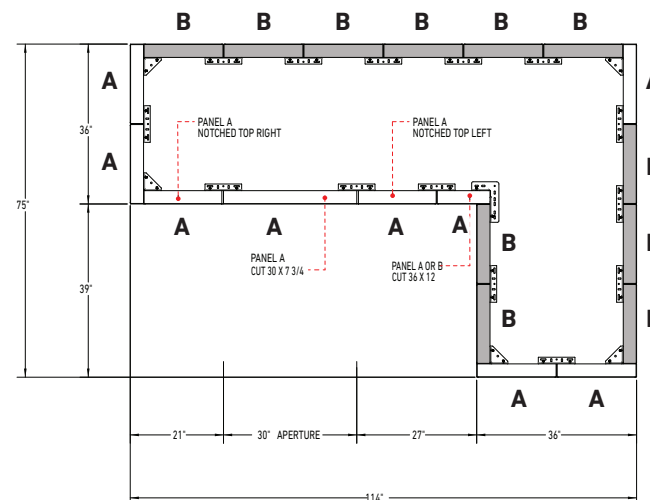 B B B B B B
A A
36"
PANEL A
NOTCHED TOP RIGHT
PANEL A
NOTCHED TOP LEFT
A B
75"
A A A A B
PANEL A
CUT 30 X 7 3/4
PANEL A OR B
CUT 36 X 12
B
39"
B B
A A
21" 30" APERTURE 27" 36"
114"